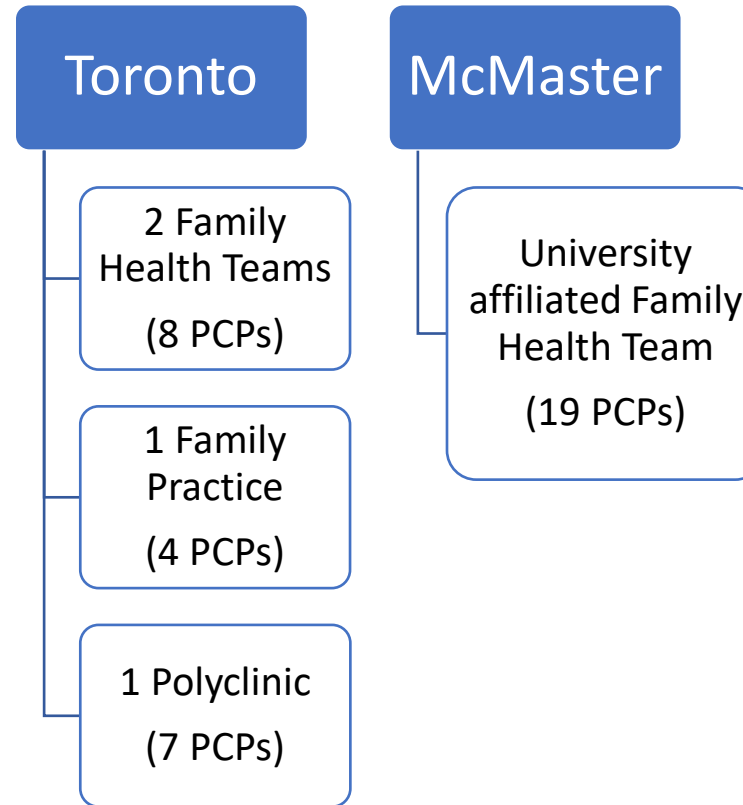 Toronto
2 Family
Health Teams
(8 PCPs)
1 Family
Practice
(4 PCPs)
1 Polyclinic
(7 PCPs)
McMaster
University
affiliated Family
Health Team
(19 PCPs)